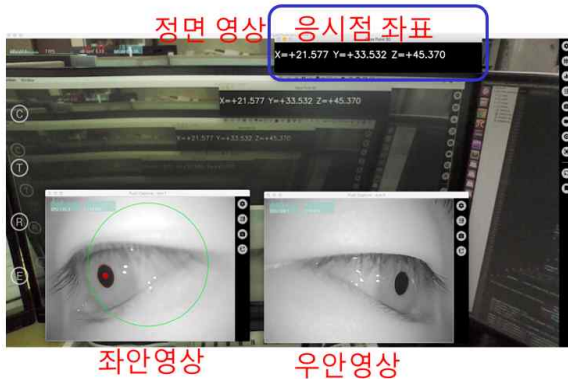 정면 영상 응시점 좌표
X=+21.577 Y=+33.532 Z=+45.370
X=+21.577 Y=+33.532 Z=+45.370
X=+21.577 Y=+33.532 Z=+45.370
C
T
T
R
E
좌안영상 우안영상